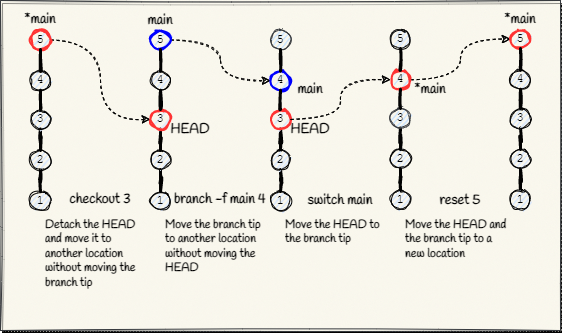 *main
main
*main
5
5
5
5
5
4
4
4
4
4
main
*main
3
3
3
3
3
HEAD
HEAD
2
2
2
2
2
1
1
1
1
1
checkout 3
branch -f main 4
switch main
reset 5
Detach the HEAD
and move it to
another location
without moving the
branch tip
Move the branch tip
to another location
without moving the
HEAD
Move the HEAD to
the branch tip
Move the HEAD and
the branch tip to a
new location